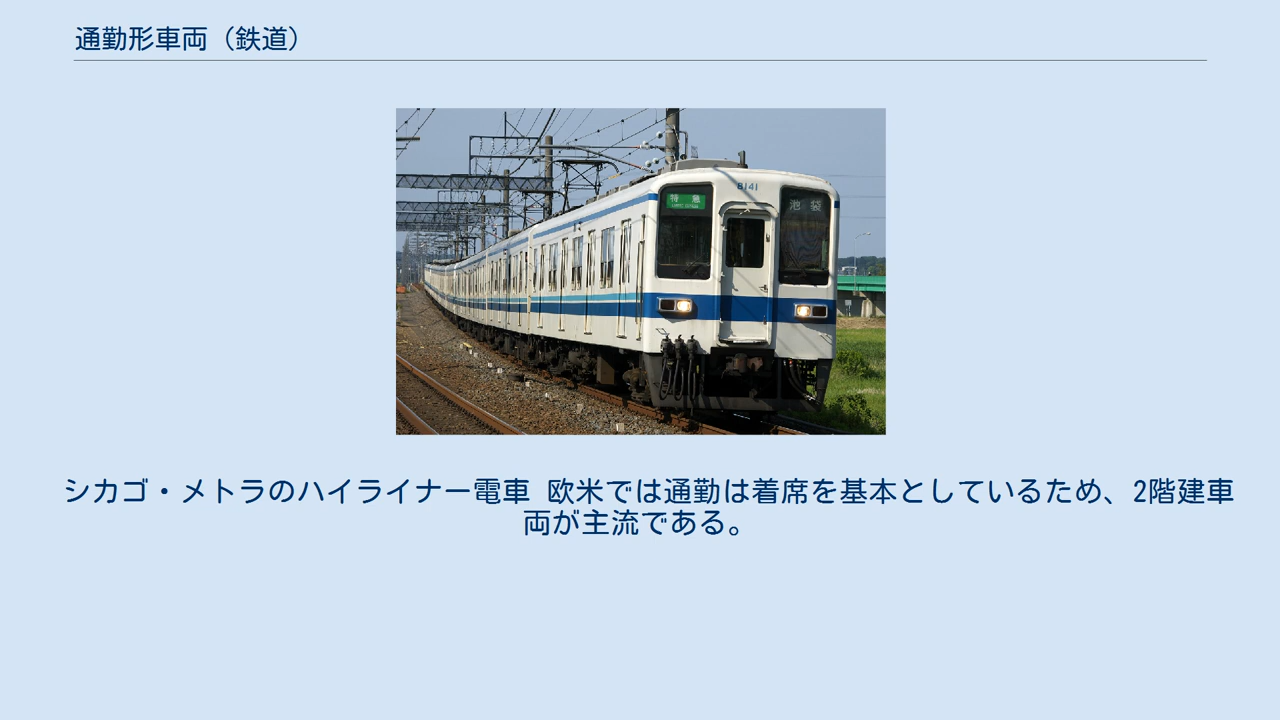 通勤形車両（鉄道）
8141
特急
池袋
シカゴ・メトラのハイライナー電車 欧米では通勤は着席を基本としているため、2階建車
両が主流である。